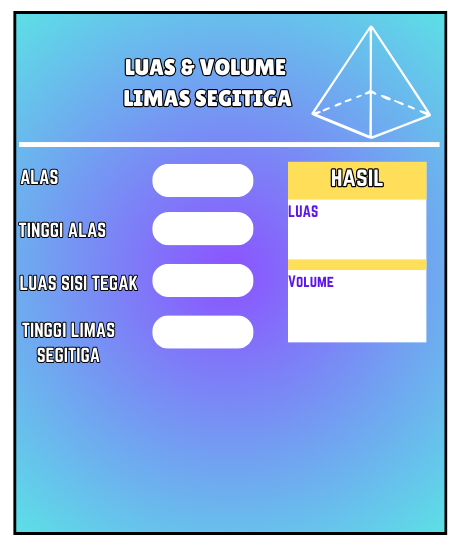 LUAS & VOLUME
LIMAS SEGITIGA
ALAS
TINGGI ALAS
LUAS SISI TEGAK
TINGGI LIMAS
SEGITIGA
HASIL
LUAS
VOLUME